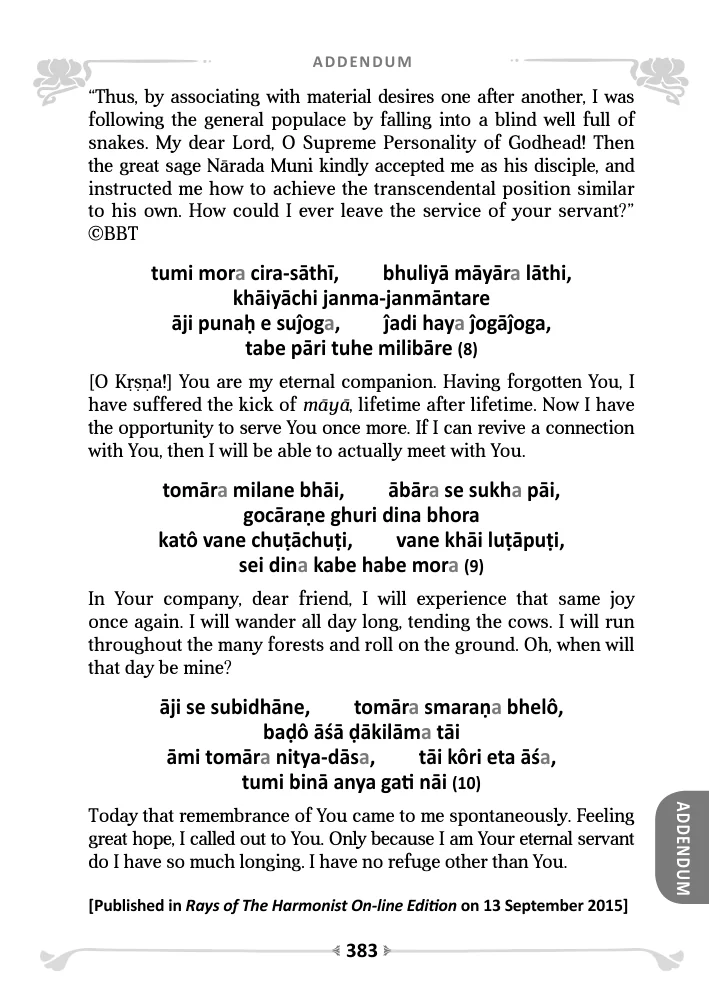 ADDENDUM
“Thus, by associating with material desires one after another, I was
following the general populace by falling into a blind well full of
snakes. My dear Lord, O Supreme Personality of Godhead! Then
the great sage Nārada Muni kindly accepted me as his disciple, and
instructed me how to achieve the transcendental position similar
to his own. How could I ever leave the service of your servant?”
©BBT
tumi mora cira-sāthī, bhuliyā māyāra lāthi,
khāiyāchi janma-janmāntare
āji punaḥ e suĵoga, ĵadi haya ĵogāĵoga,
tabe pāri tuhe milibāre (8)
[O Kṛṣṇa!] You are my eternal companion. Having forgotten You, I
have suffered the kick of māyā, lifetime after lifetime. Now I have
the opportunity to serve You once more. If I can revive a connection
with You, then I will be able to actually meet with You.
tomāra milane bhāi, ābāra se sukha pāi,
gocāraṇe ghuri dina bhora
katô vane chuṭāchuṭi, vane khāi luṭāpuṭi,
sei dina kabe habe mora (9)
In Your company, dear friend, I will experience that same joy
once again. I will wander all day long, tending the cows. I will run
throughout the many forests and roll on the ground. Oh, when will
that day be mine?
āji se subidhāne, tomāra smaraṇa bhelô,
baḍô āśā ḍākilāma tāi
āmi tomāra nitya-dāsa, tāi kôri eta āśa,
tumi binā anya gati nāi (10)
Today that remembrance of You came to me spontaneously. Feeling
great hope, I called out to You. Only because I am Your eternal servant
do I have so much longing. I have no refuge other than You.
ADDENDUM
[Published in Rays of The Harmonist On-line Edition on 13 September 2015]
383